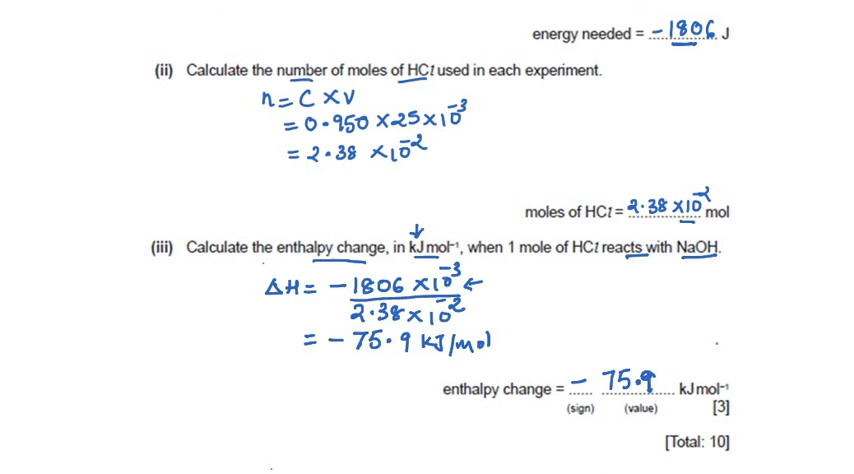 energy needed = -1806 J
(ii) Calculate the number of moles of HCl used in each experiment.
n = C × V
= 0.950 × 25 × 10⁻³
= 2.38 × 10⁻²
moles of HCl = 2.38 × 10⁻² mol
(iii) Calculate the enthalpy change, in kJ mol⁻¹, when 1 mole of HCl reacts with NaOH.
ΔH = -1806 × 10⁻³ ←
2.38 × 10⁻²
= - 75.9 KJ/mol
enthalpy change = - 75.9 kJ mol⁻¹
(sign) (value) [3]
[Total: 10]